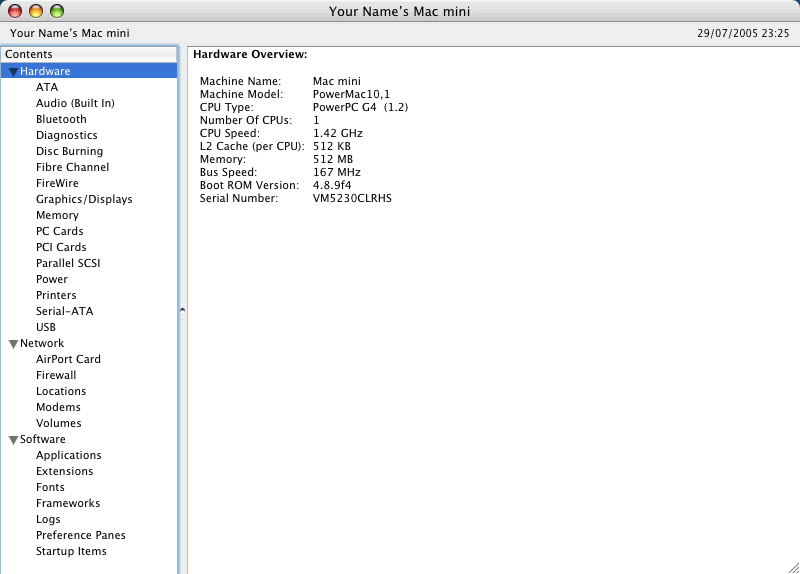 Your Name's Mac mini
Your Name's Mac mini 29/07/2005 23:25
Contents
Hardware
ATA
Audio (Built In)
Bluetooth
Diagnostics
Disc Burning
Fibre Channel
FireWire
Graphics/Displays
Memory
PC Cards
PCI Cards
Parallel SCSI
Power
Printers
Serial-ATA
USB
Network
AirPort Card
Firewall
Locations
Modems
Volumes
Software
Applications
Extensions
Fonts
Frameworks
Logs
Preference Panes
Startup Items
Hardware Overview:
Machine Name: Mac mini
Machine Model: PowerMac10,1
CPU Type: PowerPC G4 (1.2)
Number Of CPUs: 1
CPU Speed: 1.42 GHz
L2 Cache (per CPU): 512 KB
Memory: 512 MB
Bus Speed: 167 MHz
Boot ROM Version: 4.8.9f4
Serial Number: VM5230CLRHS